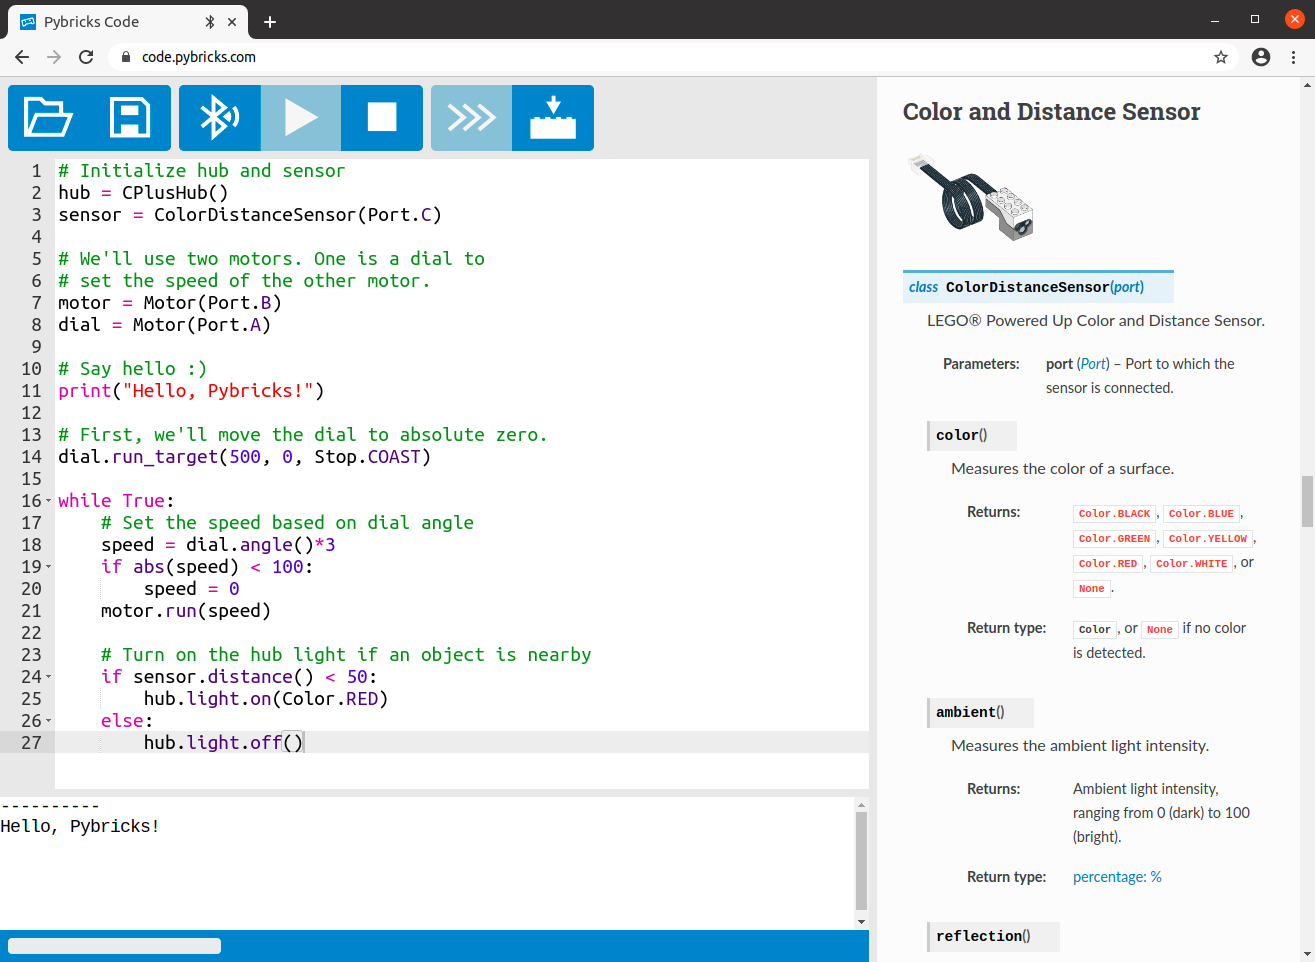 Pybricks Code
code.pybricks.com
1 # Initialize hub and sensor
2 hub = CPlusHub()
3 sensor = ColorDistanceSensor(Port.C)
4
5 # We'll use two motors. One is a dial to
6 # set the speed of the other motor.
7 motor = Motor(Port.B)
8 dial = Motor(Port.A)
9
10 # Say hello :)
11 print("Hello, Pybricks!")
12
13 # First, we'll move the dial to absolute zero.
14 dial.run_target(500, 0, Stop.COAST)
15
16 while True:
17     # Set the speed based on dial angle
18     speed = dial.angle()*3
19     if abs(speed) < 100:
20         speed = 0
21     motor.run(speed)
22
23     # Turn on the hub light if an object is nearby
24     if sensor.distance() < 50:
25         hub.light.on(Color.RED)
26     else:
27         hub.light.off()
----------
Hello, Pybricks!
Color and Distance Sensor
class ColorDistanceSensor(port)
LEGO® Powered Up Color and Distance Sensor.
Parameters: port (Port) – Port to which the
sensor is connected.
color()
Measures the color of a surface.
Returns: Color.BLACK, Color.BLUE,
Color.GREEN, Color.YELLOW,
Color.RED, Color.WHITE, or
None.
Return type: Color, or None if no color
is detected.
ambient()
Measures the ambient light intensity.
Returns: Ambient light intensity,
ranging from 0 (dark) to 100
(bright).
Return type: percentage: %
reflection()